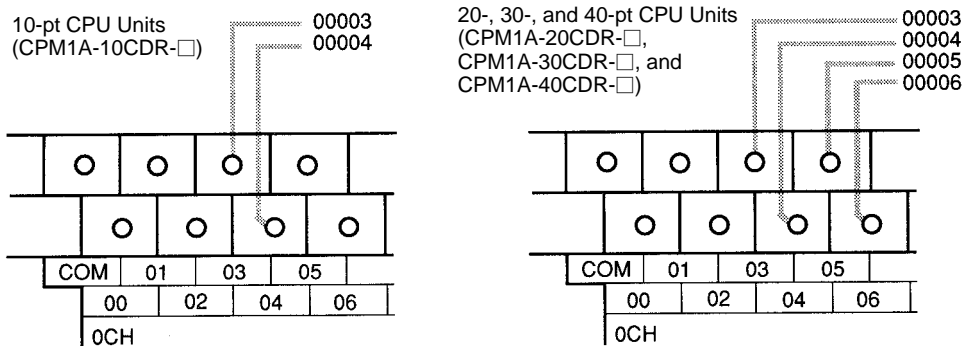 10-pt CPU Units
(CPM1A-10CDR-□)
00003
00004
COM 01 03 05
00 02 04 06
0CH
20-, 30-, and 40-pt CPU Units
(CPM1A-20CDR-□,
CPM1A-30CDR-□, and
CPM1A-40CDR-□)
00003
00004
00005
00006
COM 01 03 05
00 02 04 06
0CH